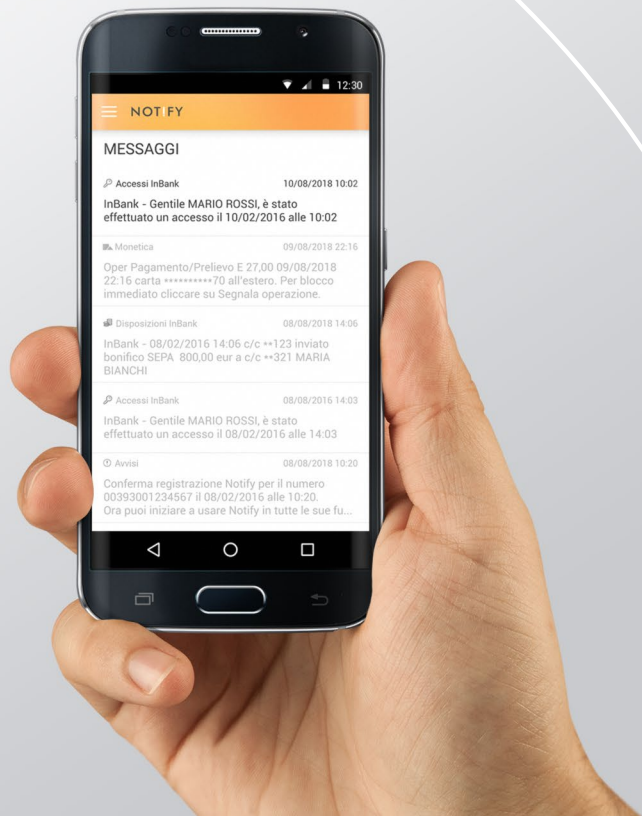 12:30
NOTIFY
MESSAGGI
Accessi InBank 10/08/2018 10:02
InBank - Gentile MARIO ROSSI, è stato
effettuato un accesso il 10/02/2016 alle 10:02
Monetica 09/08/2018 22:16
Oper Pagamento/Prelievo E 27,00 09/08/2018
22:16 carta **********70 all'estero. Per blocco
immediato cliccare su Segnala operazione.
Disposizioni InBank 08/08/2018 14:06
InBank - 08/02/2016 14:06 c/c **123 inviato
bonifico SEPA 800,00 eur a c/c **321 MARIA
BIANCHI
Accessi InBank 08/08/2016 14:03
InBank - Gentile MARIO ROSSI, è stato
effettuato un accesso il 08/02/2016 alle 14:03
Avvisi 08/08/2018 10:20
Conferma registrazione Notify per il numero
00393001234567 il 08/02/2016 alle 10:20.
Ora puoi iniziare a usare Notify in tutte le sue fu...